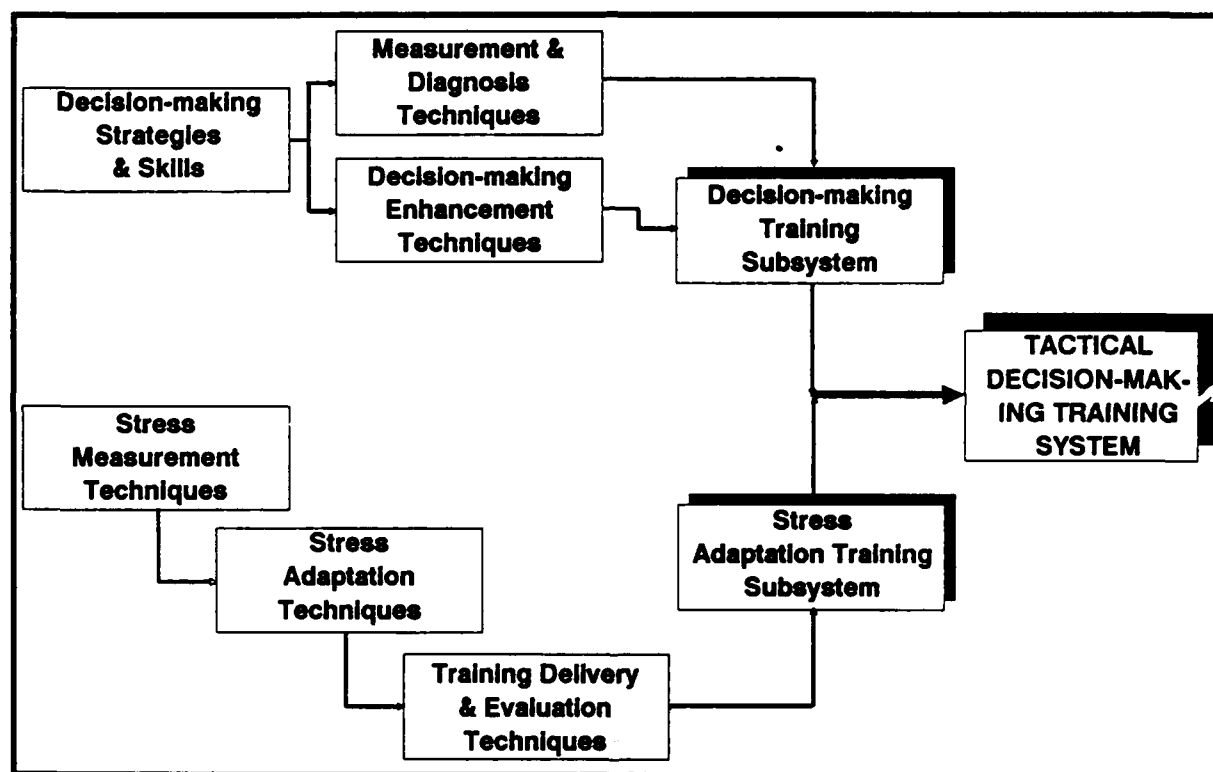 Measurement &
Diagnosis
Techniques
Decision-making
Strategies
& Skills
Decision-making
Enhancement
Techniques
Decision-making
Training
Subsystem
TACTICAL
DECISION-MAK-
ING TRAINING
SYSTEM
Stress
Measurement
Techniques
Stress
Adaptation
Techniques
Stress
Adaptation Training
Subsystem
Training Delivery
& Evaluation
Techniques